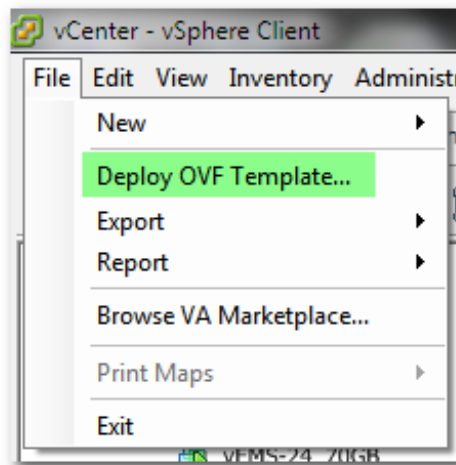 vCenter - vSphere Client
File Edit View Inventory
New
Deploy OVF Template...
Export
Report
Browse VA Marketplace...
Print Maps
Exit